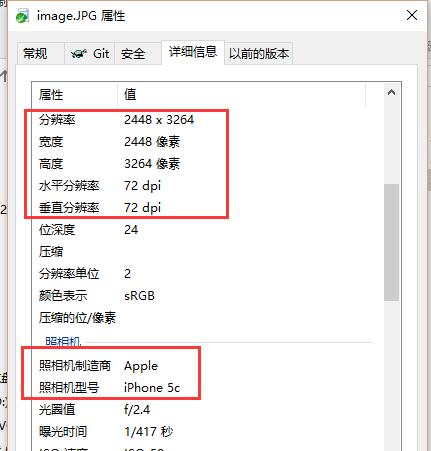 image.JPG 属性
常规 Git 安全 详细信息 以前的版本
属性 值
分辨率 2448 x 3264
宽度 2448 像素
高度 3264 像素
水平分辨率 72 dpi
垂直分辨率 72 dpi
位深度 24
压缩
分辨率单位 2
颜色表示 sRGB
压缩的位/像素
照相机
照相机制造商 Apple
照相机型号 iPhone 5c
光圈值 f/2.4
曝光时间 1/417 秒